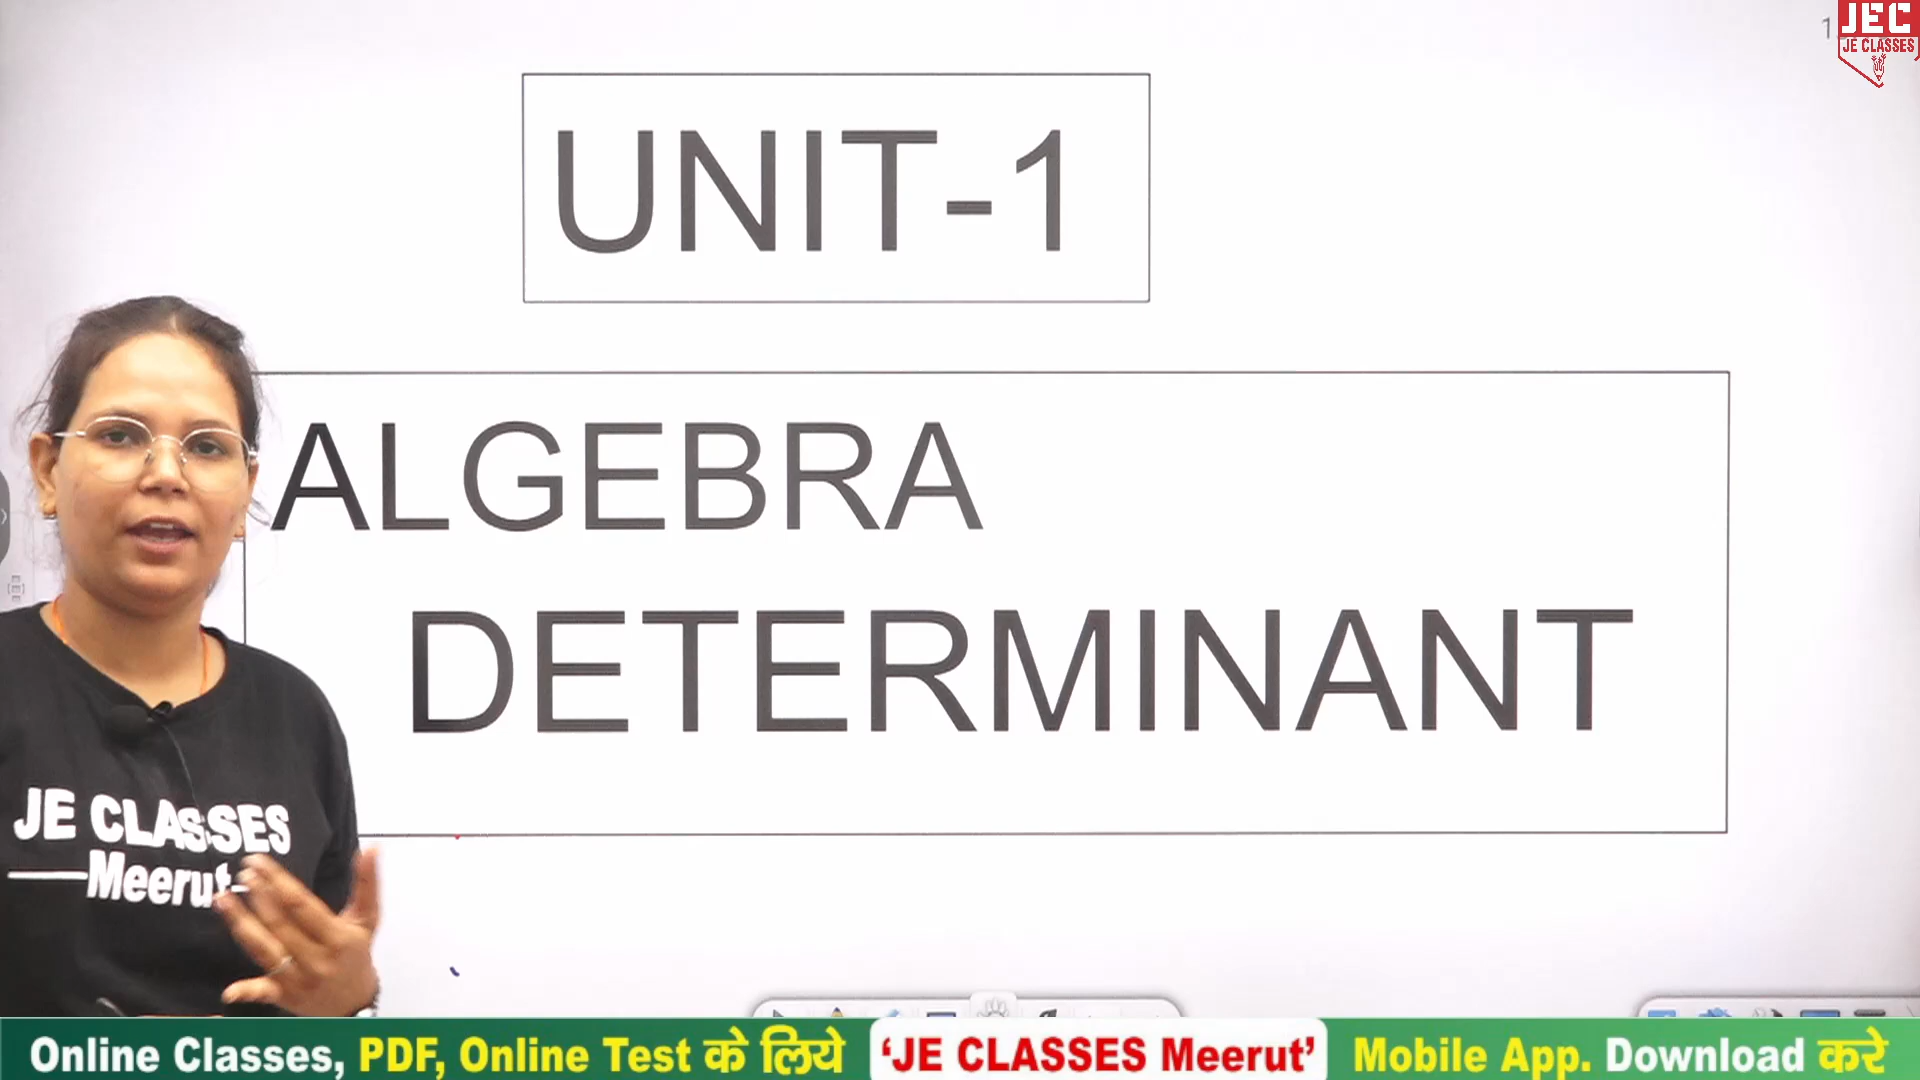 JEC
JE CLASSES
UNIT-1
ALGEBRA
DETERMINANT
JE CLASSES
Meerut
Online Classes, PDF, Online Test के लिये 'JE CLASSES Meerut' Mobile App. Download करे